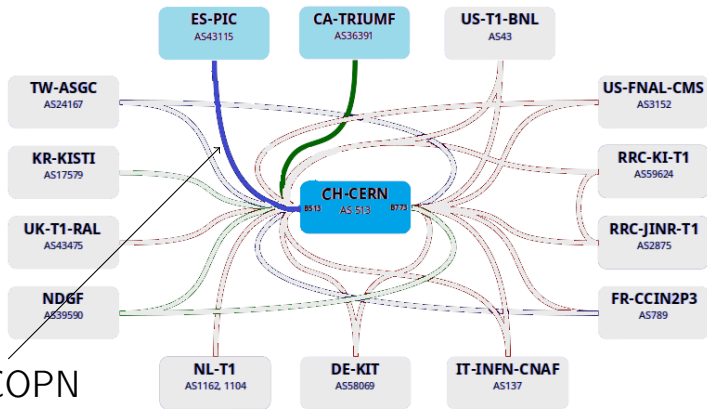 ES-PIC
AS43115
CA-TRIUMF
AS36391
US-T1-BNL
AS43
TW-ASGC
AS24167
US-FNAL-CMS
AS3152
KR-KISTI
AS17579
RRC-KI-T1
AS59624
CH-CERN
B513 AS 513 B773
UK-T1-RAL
AS43475
RRC-JINR-T1
AS2875
NDGF
AS39590
FR-CCIN2P3
AS789
NL-T1
AS1162, 1104
DE-KIT
AS58069
IT-INFN-CNAF
AS137
COPN